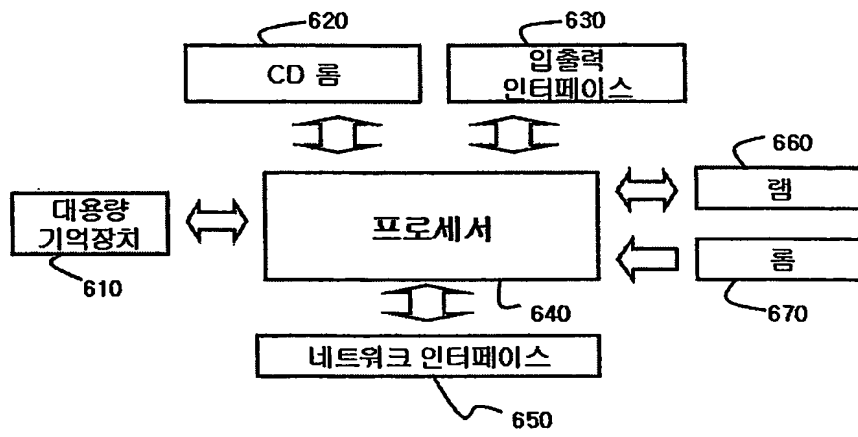 620
CD 롬
630
입출력
인터페이스
660
램
대용량
기억장치
610
프로세서
640
롬
670
네트워크 인터페이스
650